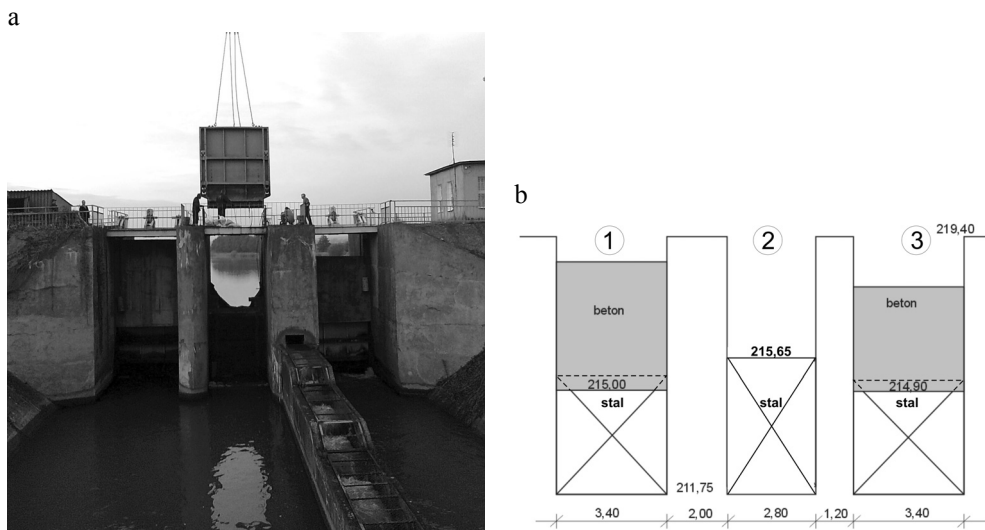 a
b
1 2 3
219,40
beton
beton
215,65
215,00
214,90
stal
stal
stal
211,75
3,40 2,00 2,80 1,20 3,40